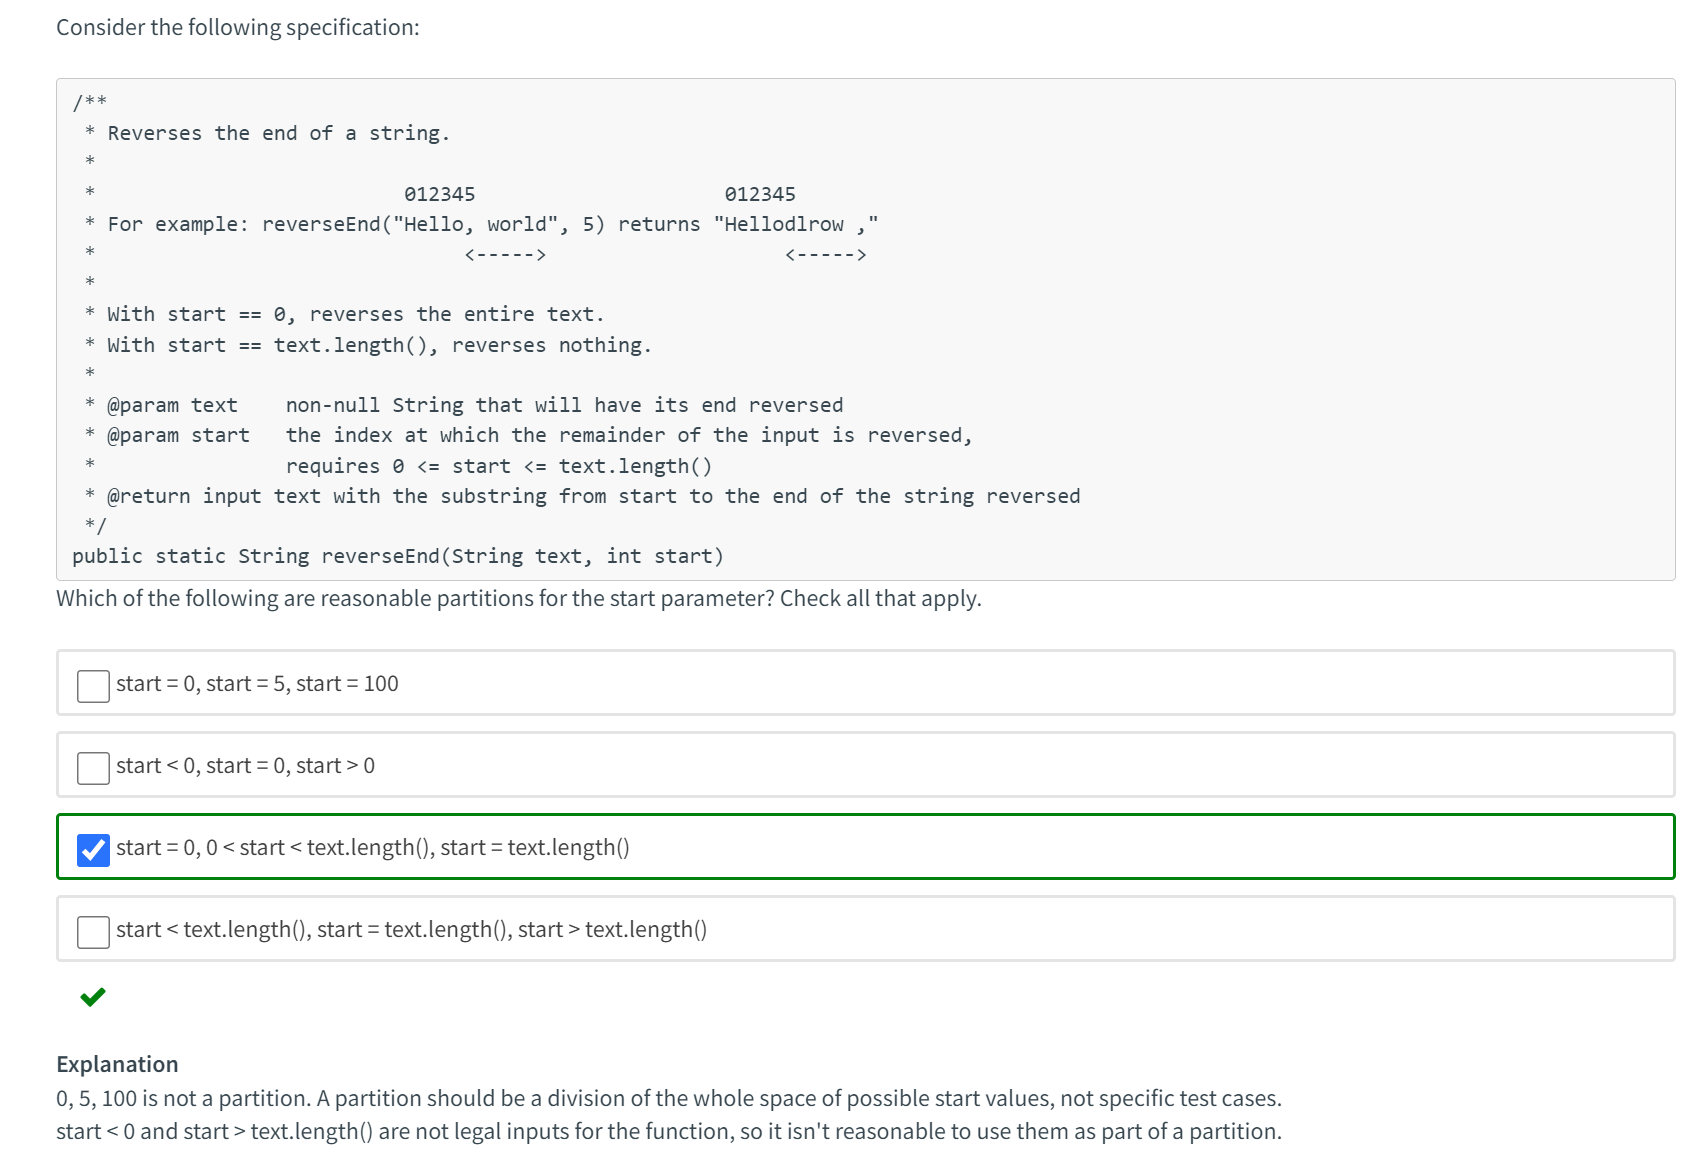 Consider the following specification:
/**
 * Reverses the end of a string.
 *
 *                          012345                     012345
 * For example: reverseEnd("Hello, world", 5) returns "Hellodlrow ,"
 *                               <----->                    <----->
 *
 * With start == 0, reverses the entire text.
 * With start == text.length(), reverses nothing.
 *
 * @param text    non-null String that will have its end reversed
 * @param start   the index at which the remainder of the input is reversed,
 *                requires 0 <= start <= text.length()
 * @return input text with the substring from start to the end of the string reversed
 */
public static String reverseEnd(String text, int start)
Which of the following are reasonable partitions for the start parameter? Check all that apply.
start = 0, start = 5, start = 100
start < 0, start = 0, start > 0
start = 0, 0 < start < text.length(), start = text.length()
start < text.length(), start = text.length(), start > text.length()
Explanation
0, 5, 100 is not a partition. A partition should be a division of the whole space of possible start values, not specific test cases.
start < 0 and start > text.length() are not legal inputs for the function, so it isn't reasonable to use them as part of a partition.